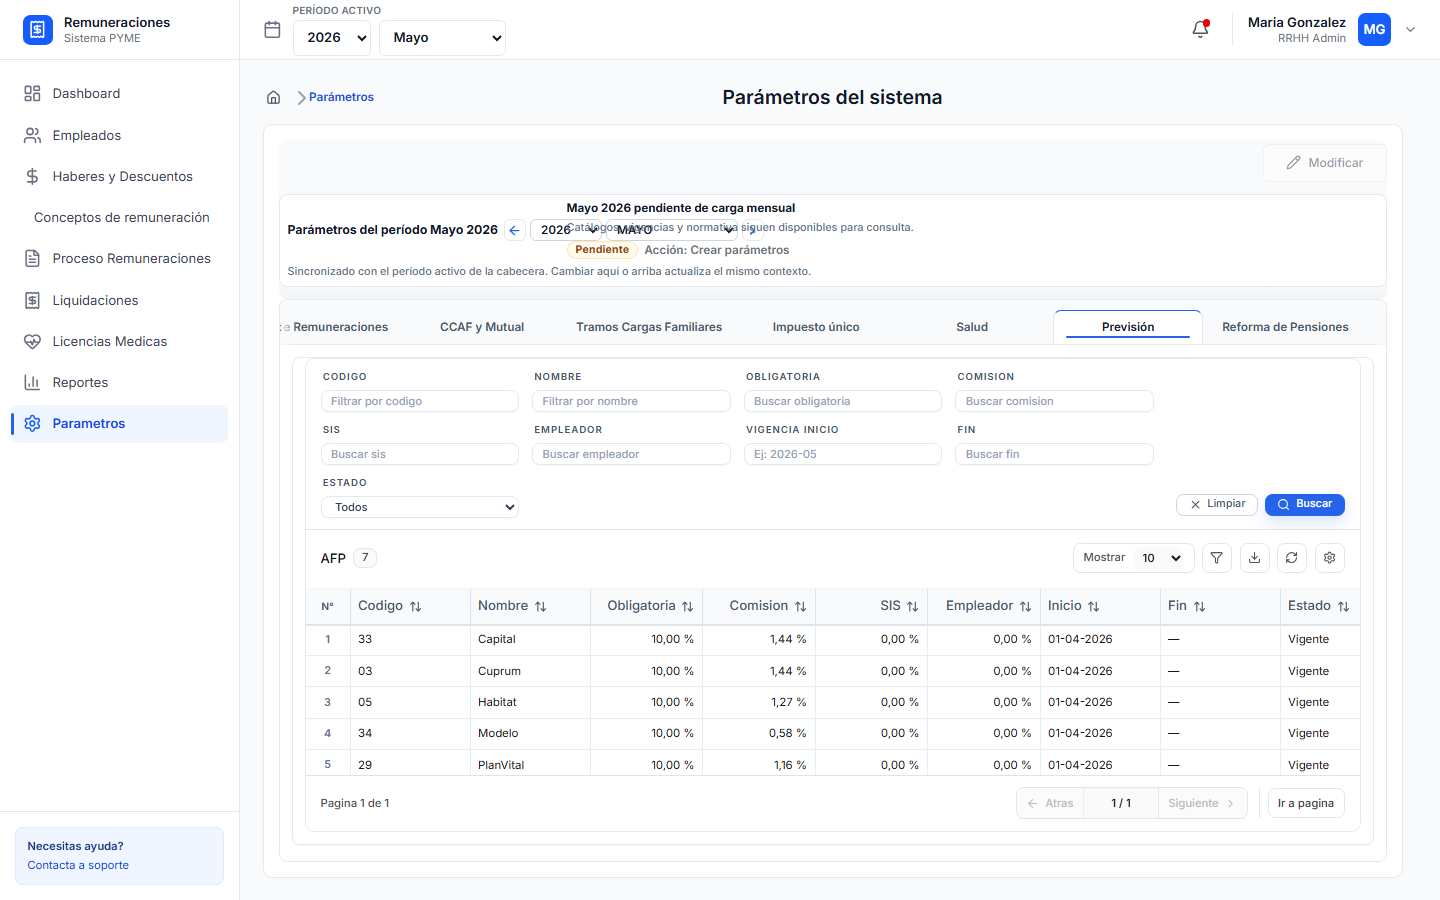 Remuneraciones
Sistema PYME
PERÍODO ACTIVO
2026
Mayo
Maria Gonzalez
RRHH Admin
MG
Dashboard
Empleados
Haberes y Descuentos
Conceptos de remuneración
Proceso Remuneraciones
Liquidaciones
Licencias Medicas
Reportes
Parametros
Necesitas ayuda?
Contacta a soporte
Parámetros
Parámetros del sistema
Modificar
Mayo 2026 pendiente de carga mensual
Catálogos, vigencias y normativa siguen disponibles para consulta.
Parámetros del período Mayo 2026
2026
MAYO
Pendiente
Acción: Crear parámetros
Sincronizado con el período activo de la cabecera. Cambiar aquí o arriba actualiza el mismo contexto.
e Remuneraciones
CCAF y Mutual
Tramos Cargas Familiares
Impuesto único
Salud
Previsión
Reforma de Pensiones
CODIGO NOMBRE OBLIGATORIA COMISION
Filtrar por codigo Filtrar por nombre Buscar obligatoria Buscar comision
SIS EMPLEADOR VIGENCIA INICIO FIN
Buscar sis Buscar empleador Ej: 2026-05 Buscar fin
ESTADO
Todos
Limpiar
Buscar
AFP 7
Mostrar 10
N° Codigo Nombre Obligatoria Comision SIS Empleador Inicio Fin Estado
1 33 Capital 10,00 % 1,44 % 0,00 % 0,00 % 01-04-2026 — Vigente
2 03 Cuprum 10,00 % 1,44 % 0,00 % 0,00 % 01-04-2026 — Vigente
3 05 Habitat 10,00 % 1,27 % 0,00 % 0,00 % 01-04-2026 — Vigente
4 34 Modelo 10,00 % 0,58 % 0,00 % 0,00 % 01-04-2026 — Vigente
5 29 PlanVital 10,00 % 1,16 % 0,00 % 0,00 % 01-04-2026 — Vigente
Pagina 1 de 1
Atras
1 / 1
Siguiente
Ir a pagina